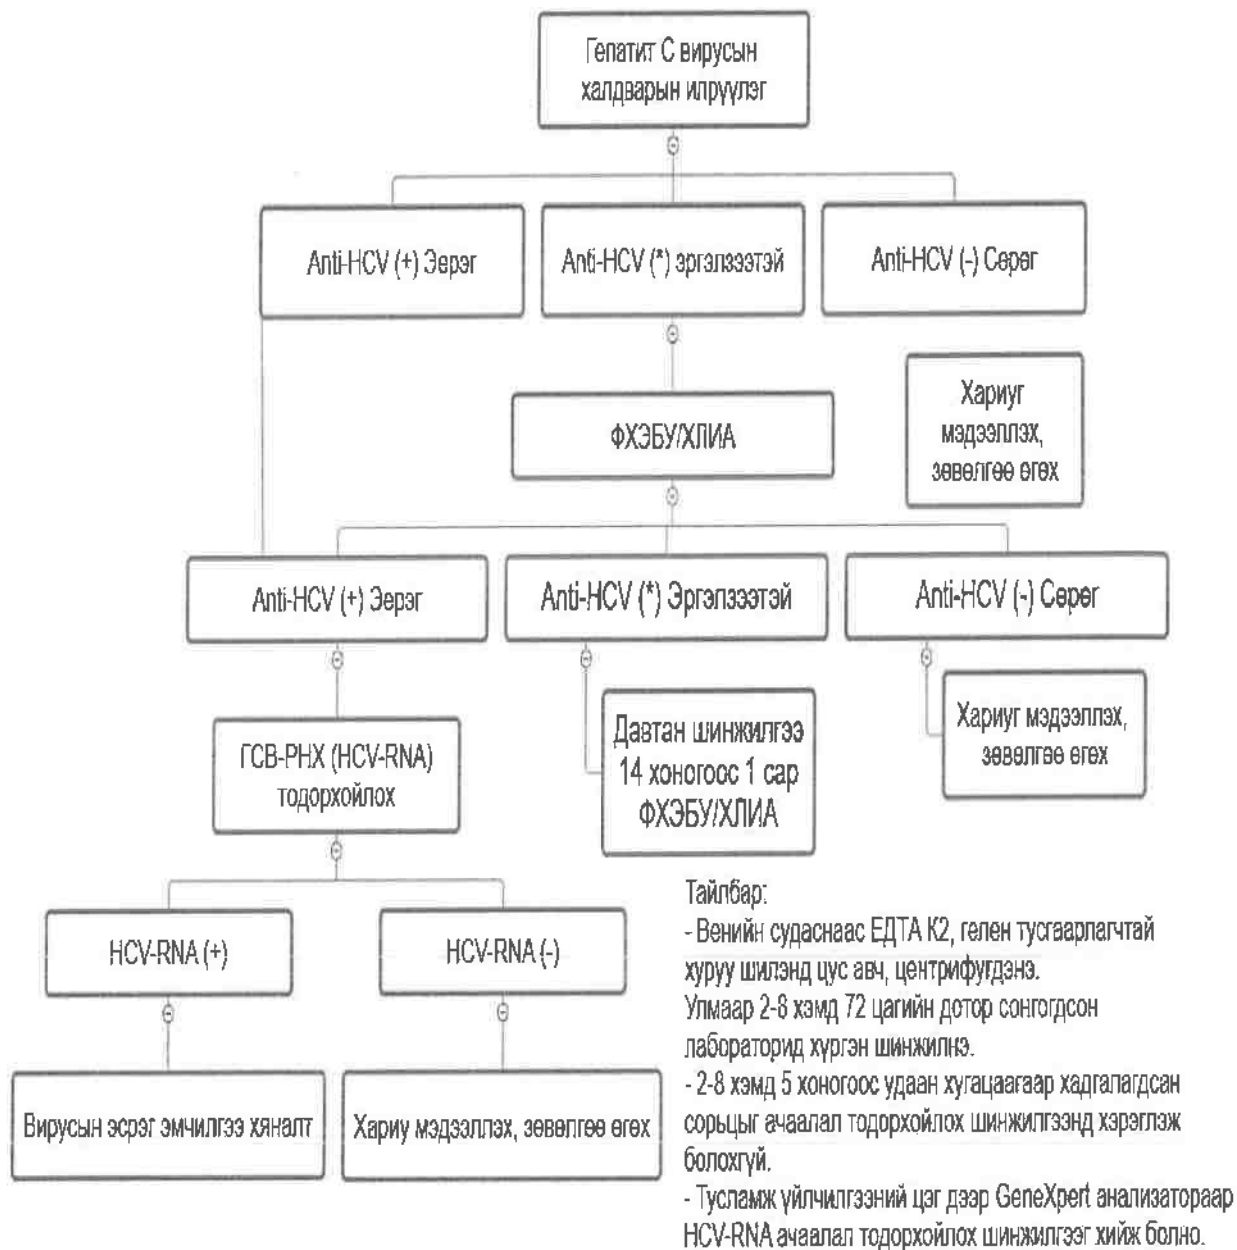 Гепатит С вирусын
халдварын илрүүлэг
Anti-HCV (+) Эерэг
Anti-HCV (*) эргэлзээтэй
Anti-HCV (-) Сөрөг
ФХЭБУ/ХЛИА
Хариуг
мэдээллэх,
зөвөлгөө өгөх
Anti-HCV (+) Эерэг
Anti-HCV (*) Эргэлзээтэй
Anti-HCV (-) Сөрөг
ГСВ-РНХ (HCV-RNA)
тодорхойлох
Давтан шинжилгээ
14 хоногоос 1 сар
ФХЭБУ/ХЛИА
Хариуг мэдээллэх,
зөвөлгөө өгөх
HCV-RNA (+)
HCV-RNA (-)
Вирусын эсрэг эмчилгээ хяналт
Хариу мэдээллэх, зөвөлгөө өгөх
Тайлбар:
- Венийн судаснаас ЕДТА К2, гелен тусгаарлагчтай
хуруу шилэнд цус авч, центрифугдэнэ.
Улмаар 2-8 хэмд 72 цагийн дотор сонгогдсон
лабораторид хүргэн шинжилнэ.
- 2-8 хэмд 5 хоногоос удаан хугацаагаар хадгалагдсан
сорьцыг ачаалал тодорхойлох шинжилгээнд хэрэглэж
болохгүй.
- Тусламж үйлчилгээний цэг дээр GeneXpert анализатораар
HCV-RNA ачаалал тодорхойлох шинжилгээг хийж болно.